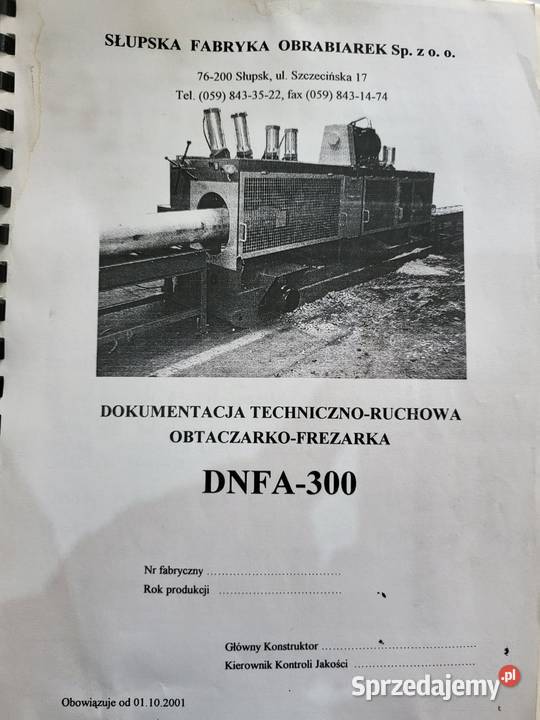 SŁUPSKA FABRYKA OBRABIAREK Sp. z o. o.
76-200 Słupsk, ul. Szczecińska 17
Tel. (059) 843-35-22, fax (059) 843-14-74
DOKUMENTACJA TECHNICZNO-RUCHOWA
OBTACZARKO-FREZARKA
DNFA-300
Nr fabryczny ................................
Rok produkcji ................................
Główny Konstruktor ................................
Kierownik Kontroli Jakości ................................
Obowiązuje od 01.10.2001
Sprzedajemy.pl